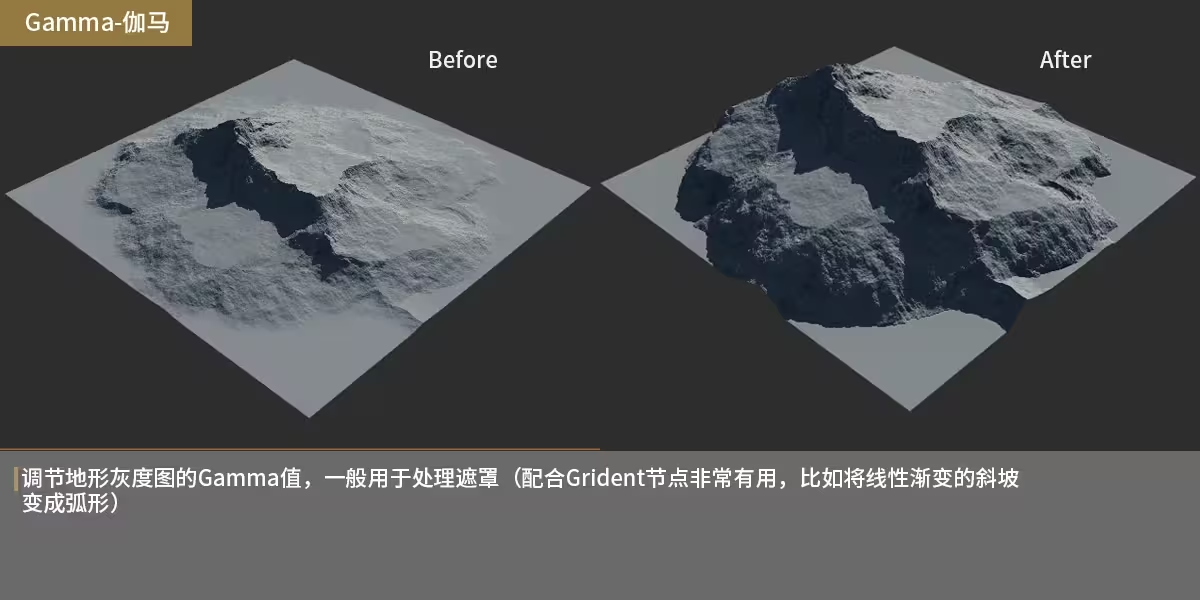 Gamma-伽马
Before
After
调节地形灰度图的Gamma值，一般用于处理遮罩（配合Grident节点非常有用，比如将线性渐变的斜坡
变成弧形）